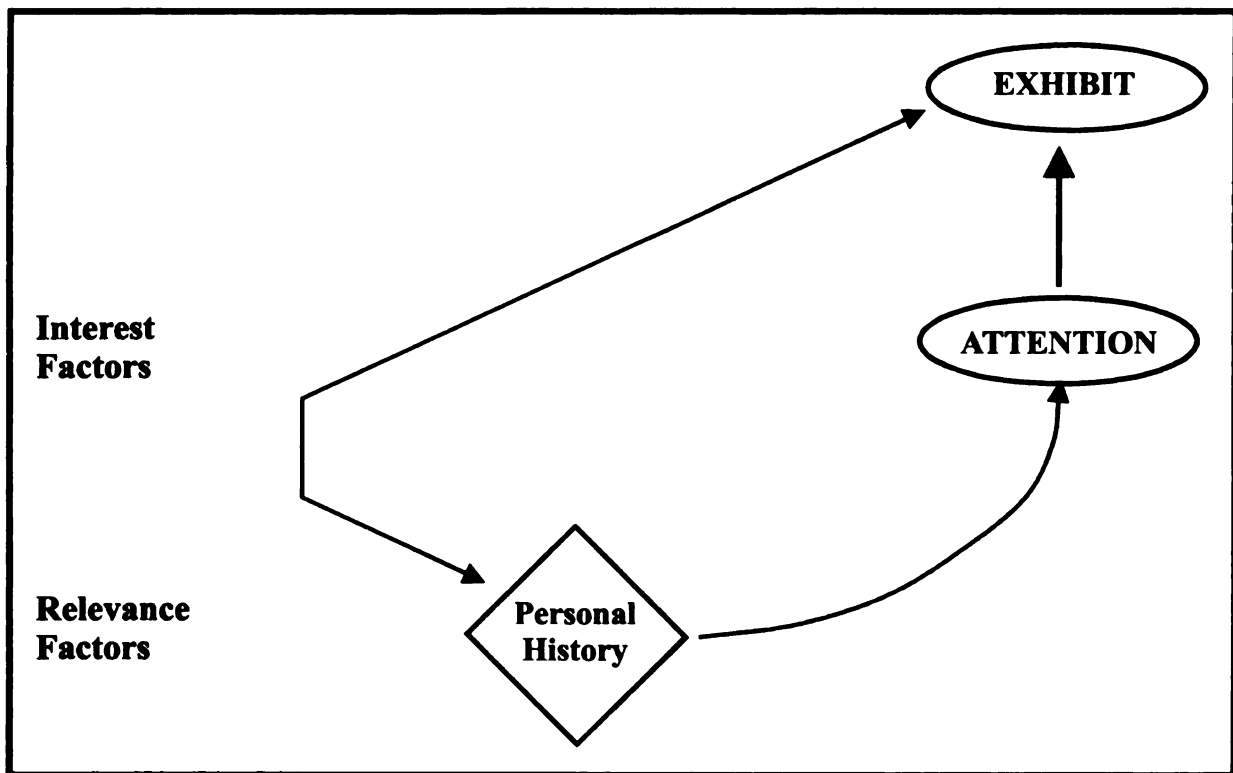 EXHIBIT
Interest
Factors
ATTENTION
Relevance
Factors
Personal
History